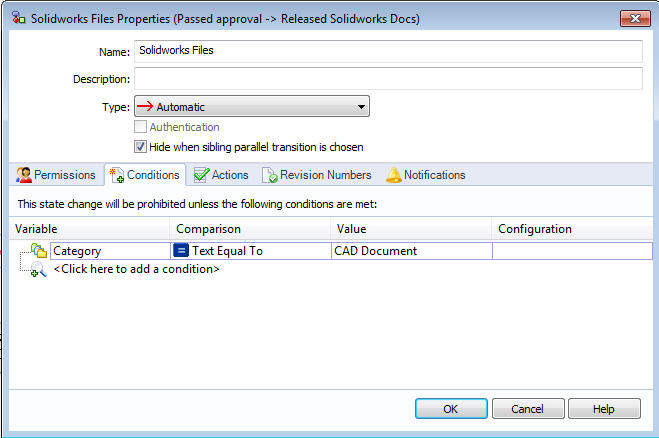 Solidworks Files Properties (Passed approval -> Released Solidworks Docs)
Name: Solidworks Files
Description:
Type: Automatic
Authentication
Hide when sibling parallel transition is chosen
Permissions Conditions Actions Revision Numbers Notifications
This state change will be prohibited unless the following conditions are met:
Variable Comparison Value Configuration
Category = Text Equal To CAD Document
<Click here to add a condition>
OK Cancel Help